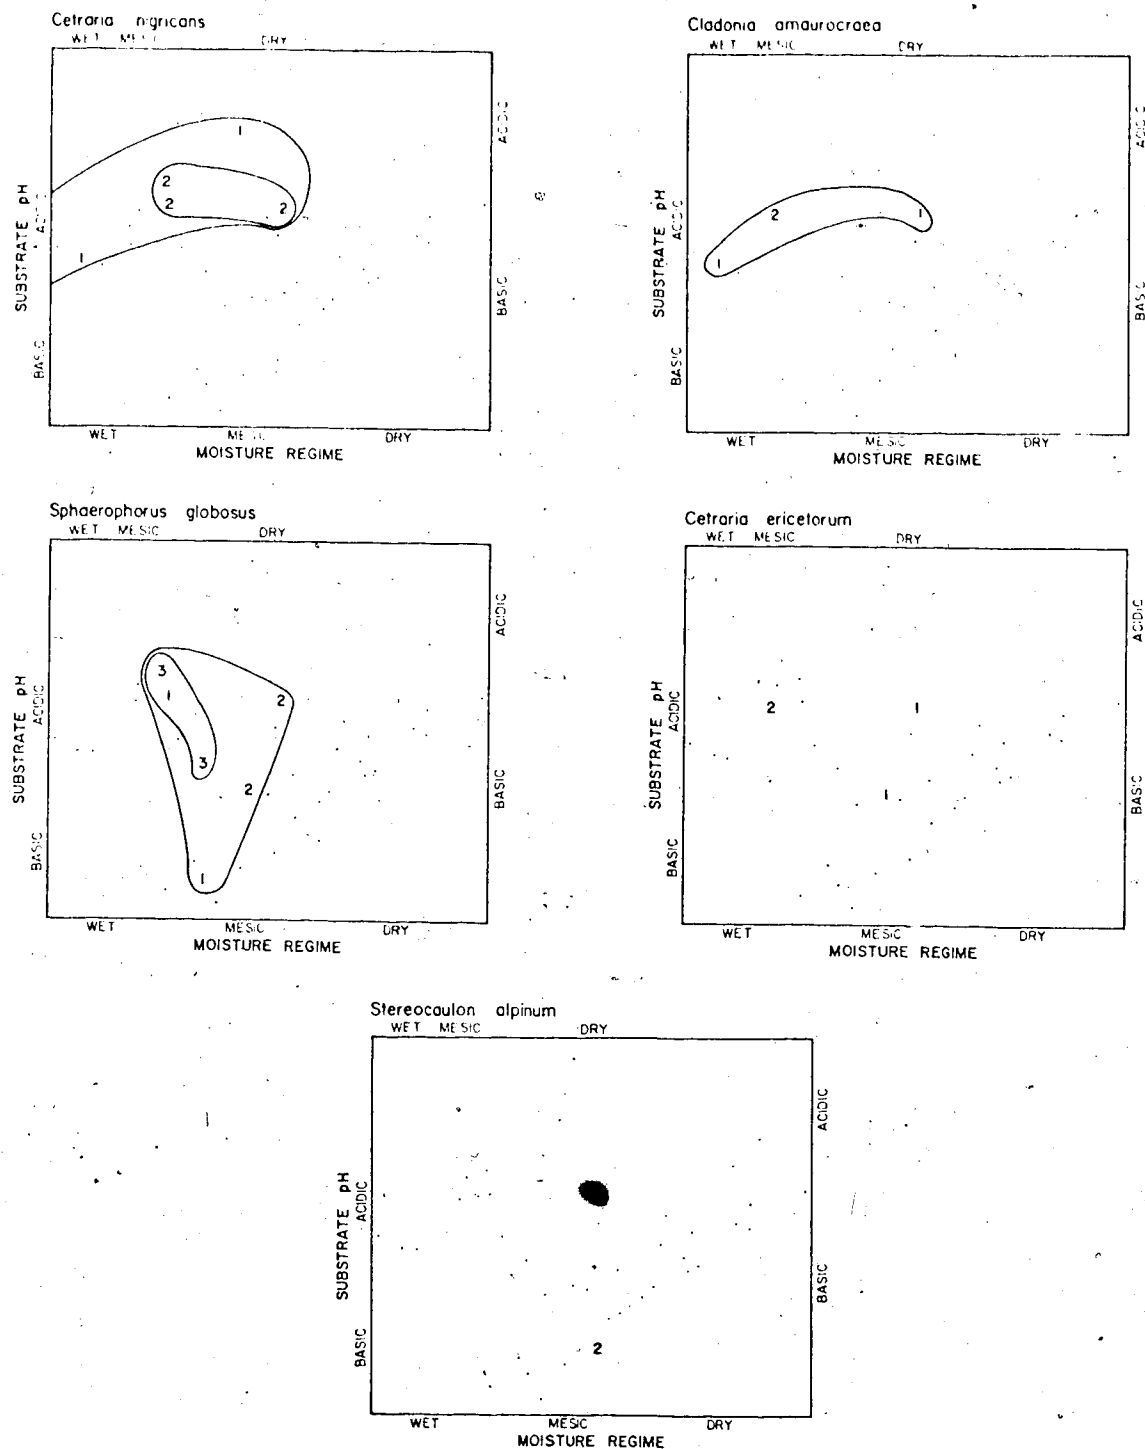 Cetraria nigricans
WET MESIC DRY
SUBSTRATE pH
ACIDIC
BASIC
ACIDIC
BASIC
1
2
2
2
1
WET MESIC DRY
MOISTURE REGIME
Cladonia amaurocraea
WET MESIC DRY
SUBSTRATE pH
ACIDIC
BASIC
ACIDIC
BASIC
2
1
1
WET MESIC DRY
MOISTURE REGIME
Sphaerophorus globosus
WET MESIC DRY
SUBSTRATE pH
ACIDIC
BASIC
ACIDIC
BASIC
3
1
2
3
2
1
WET MESIC DRY
MOISTURE REGIME
Cetraria ericetorum
WET MESIC DRY
SUBSTRATE pH
ACIDIC
BASIC
ACIDIC
BASIC
2
1
1
WET MESIC DRY
MOISTURE REGIME
Stereocaulon alpinum
WET MESIC DRY
SUBSTRATE pH
ACIDIC
BASIC
ACIDIC
BASIC
2
WET MESIC DRY
MOISTURE REGIME